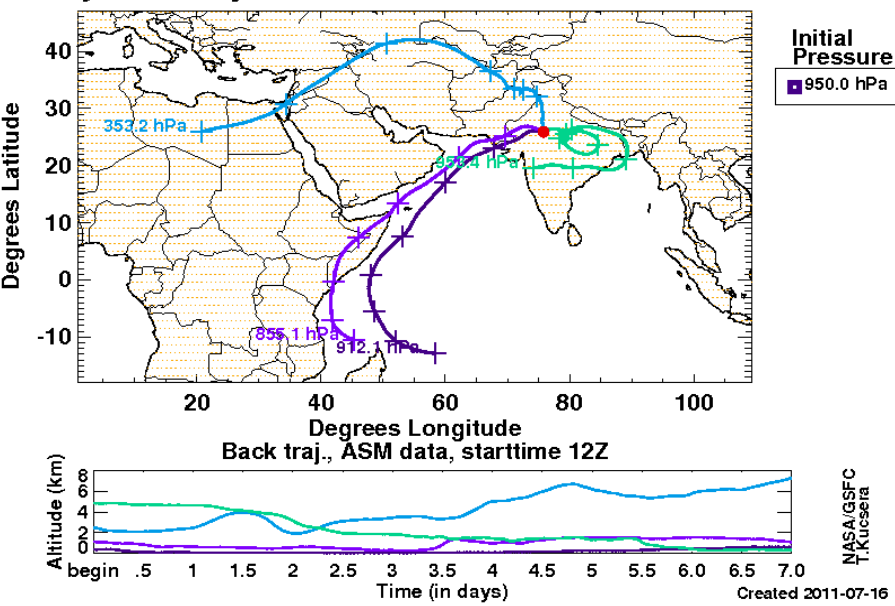 40
30
20
10
0
-10
Degrees Latitude
353.2 hPa
855.1 hPa
912.1 hPa
20
40
60
80
100
Degrees Longitude
Initial
Pressure
950.0 hPa
Back traj., ASM data, starttime 12Z
8
6
4
2
0
Altitude (km)
begin .5 1 1.5 2 2.5 3 3.5 4 4.5 5 5.5 6.0 6.5 7.0
Time (in days)
NASA/GSFC
T.Kucsera
Created 2011-07-16